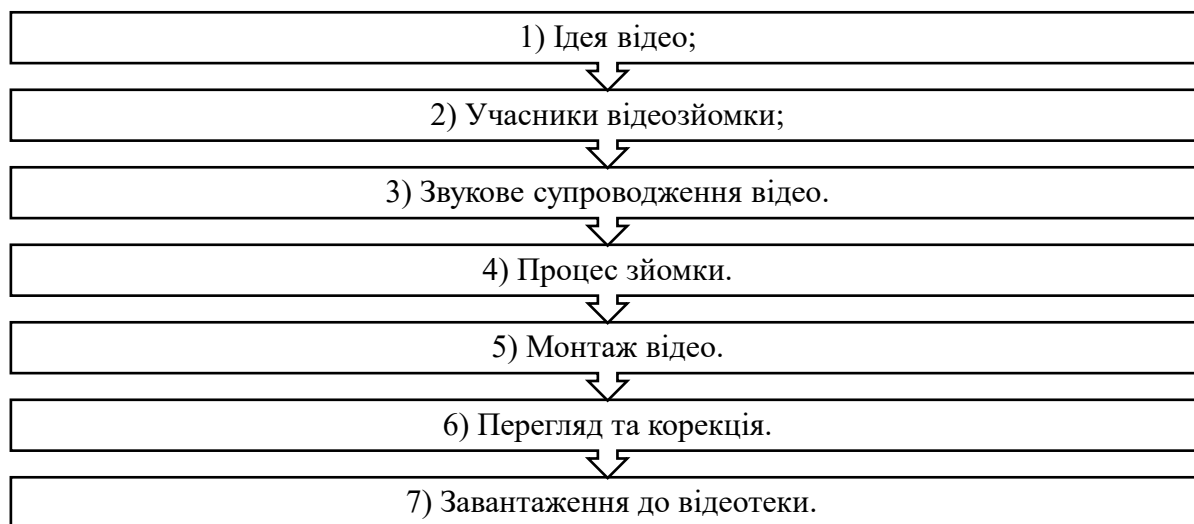 1) Ідея відео;
2) Учасники відеозйомки;
3) Звукове супроводження відео.
4) Процес зйомки.
5) Монтаж відео.
6) Перегляд та корекція.
7) Завантаження до відеотеки.